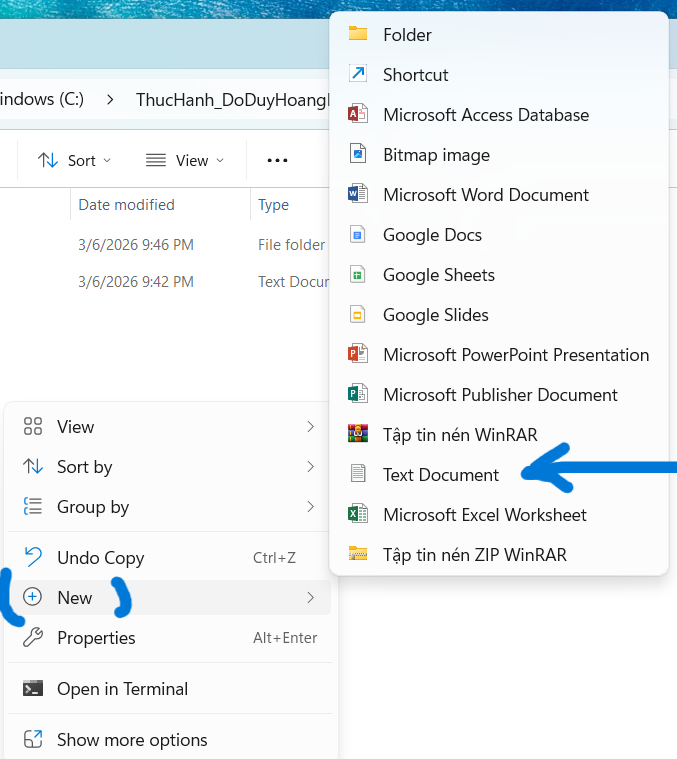 Folder
Shortcut
Microsoft Access Database
Bitmap image
Microsoft Word Document
Google Docs
Google Sheets
Google Slides
Microsoft PowerPoint Presentation
Microsoft Publisher Document
Tập tin nén WinRAR
Text Document
Microsoft Excel Worksheet
Tập tin nén ZIP WinRAR
indows (C:) > ThucHanh_DoDuyHoang
Sort View ...
Date modified Type
3/6/2026 9:46 PM File folder
3/6/2026 9:42 PM Text Docur
View
Sort by
Group by
Undo Copy Ctrl+Z
New
Properties Alt+Enter
Open in Terminal
Show more options